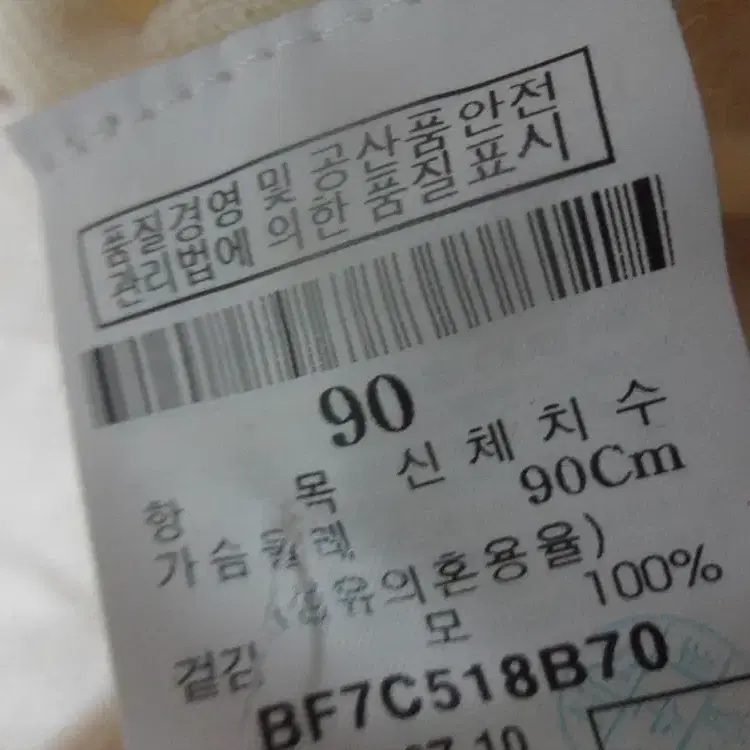 품질경영 및 공산품안전
관리법에 의한 품질표시
90
항 목 신체치수
가슴둘레 90Cm
(섬유의혼용율)
겉감 모 100%
BF7C518B70